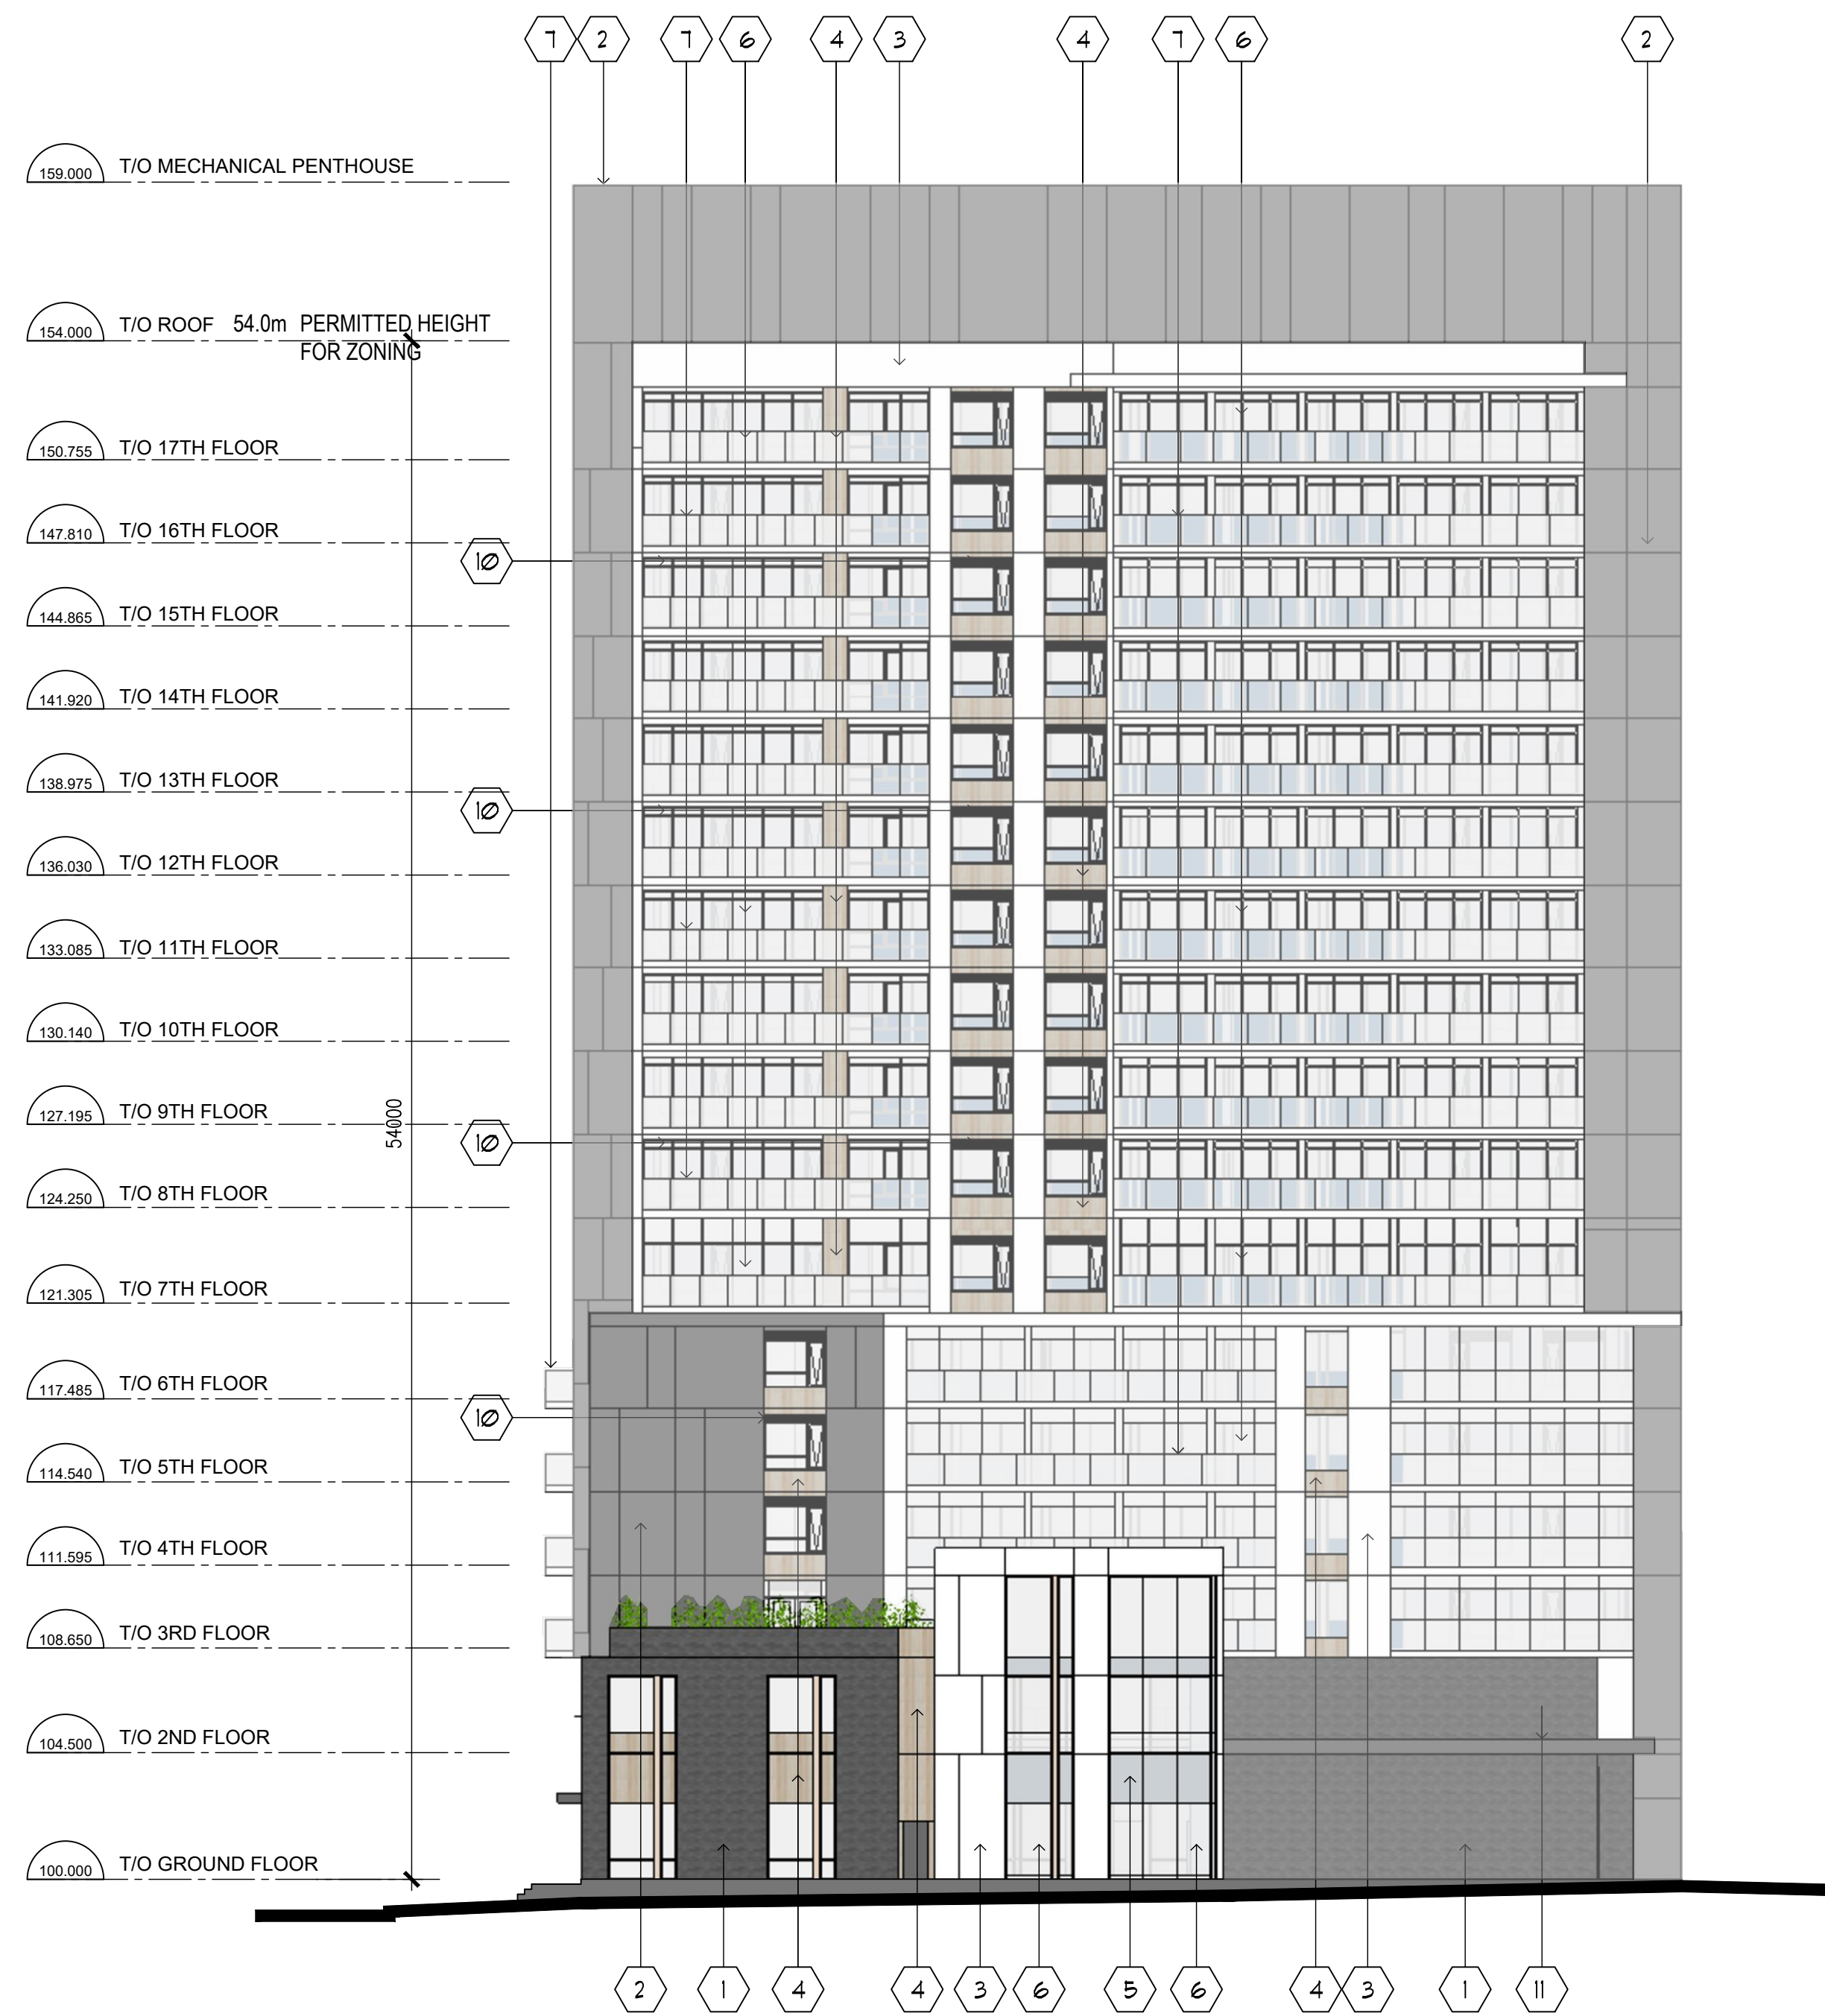 7 2 7 6 4 3 4 7 6 2
159.000 T/O MECHANICAL PENTHOUSE
154.000 T/O ROOF 54.0m PERMITTED HEIGHT
FOR ZONING
150.755 T/O 17TH FLOOR
147.810 T/O 16TH FLOOR
10
144.865 T/O 15TH FLOOR
141.920 T/O 14TH FLOOR
138.975 T/O 13TH FLOOR
10
136.030 T/O 12TH FLOOR
133.085 T/O 11TH FLOOR
130.140 T/O 10TH FLOOR
127.195 T/O 9TH FLOOR
54000
10
124.250 T/O 8TH FLOOR
121.305 T/O 7TH FLOOR
117.485 T/O 6TH FLOOR
10
114.540 T/O 5TH FLOOR
111.595 T/O 4TH FLOOR
108.650 T/O 3RD FLOOR
104.500 T/O 2ND FLOOR
100.000 T/O GROUND FLOOR
2 1 4 4 3 6 5 6 4 3 1 11